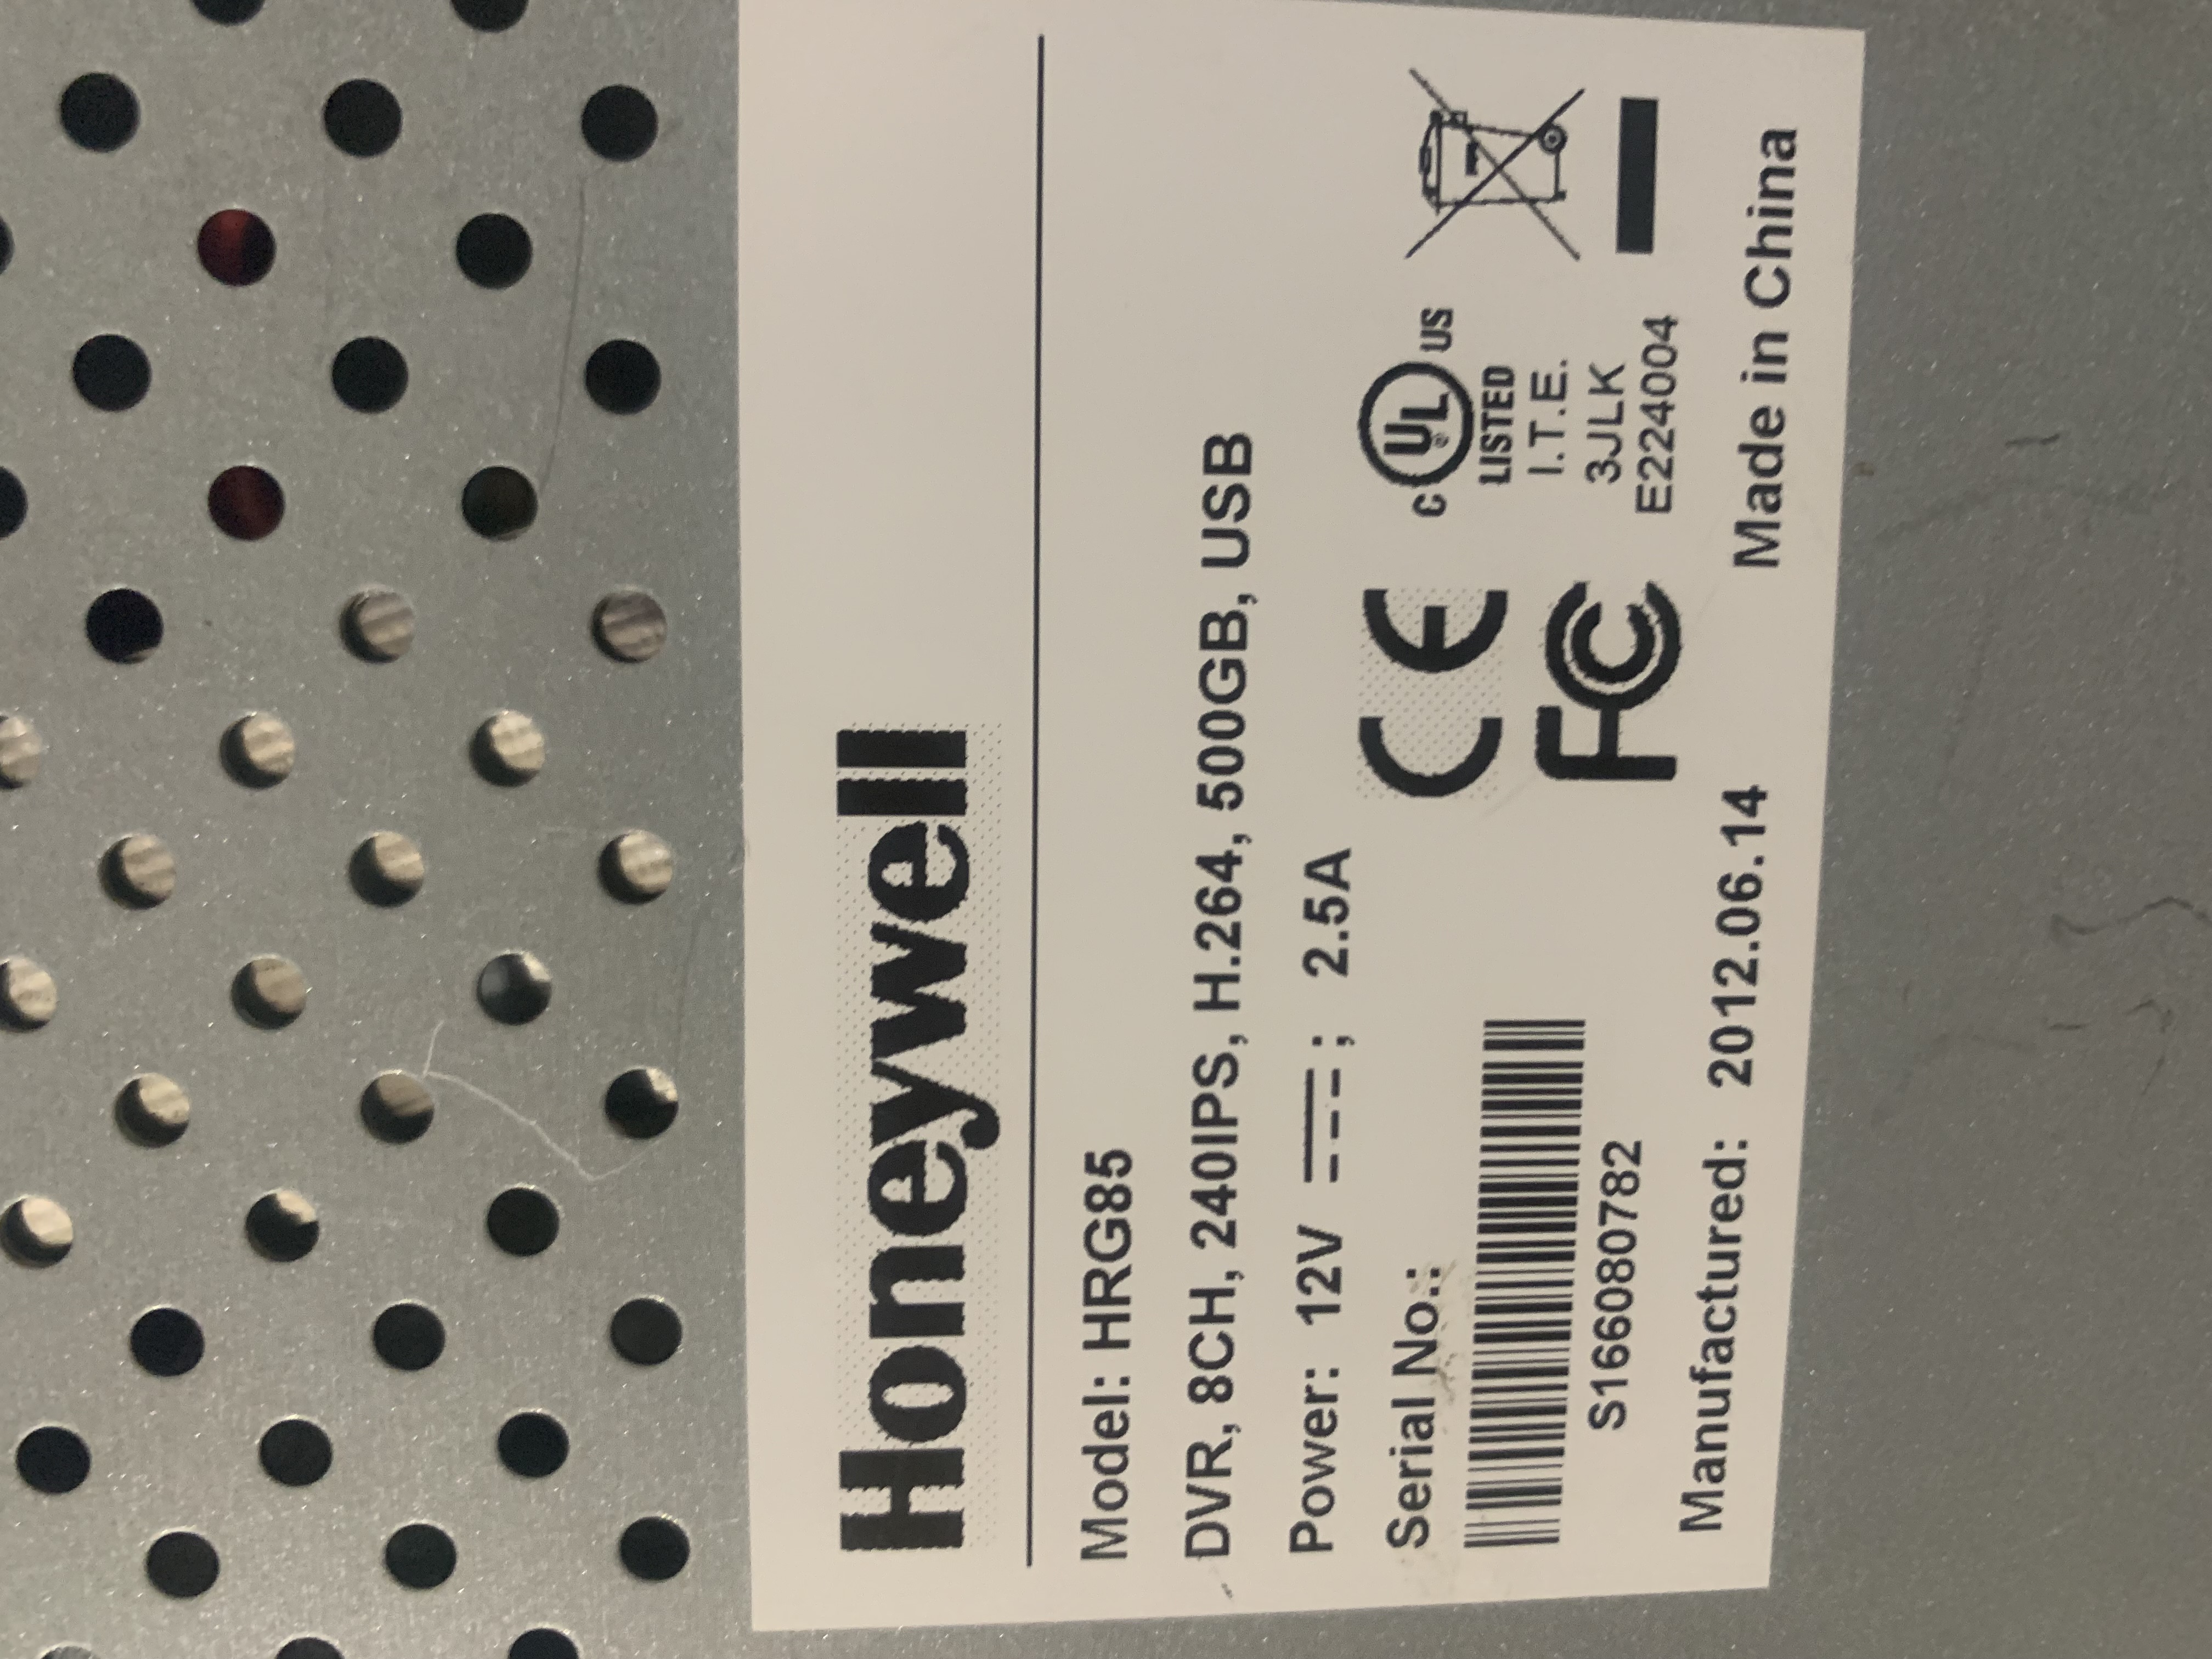 Honeywell
Model: HRG85
DVR, 8CH, 240IPS, H.264, 500GB, USB
Power: 12V ; 2.5A
Serial No.:
S166080782
Manufactured: 2012.06.14
CE
FC
c UL US
®
LISTED
I.T.E.
3JLK
E224004
Made in China